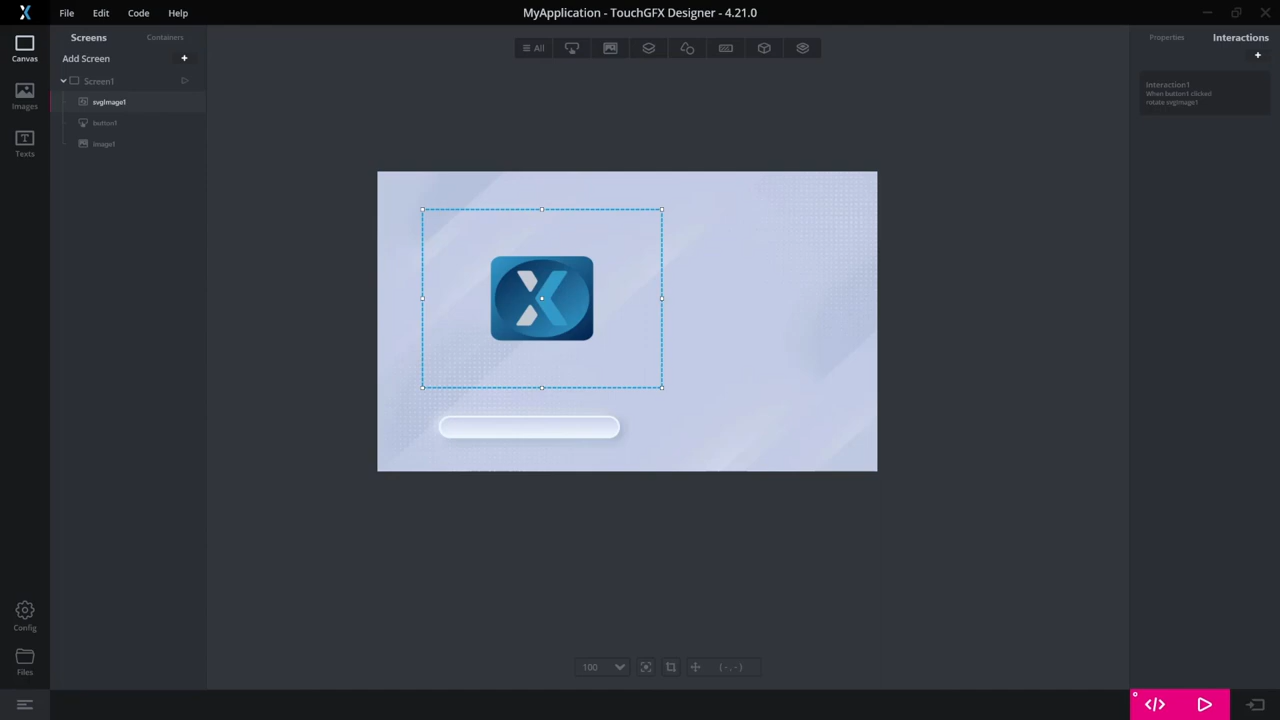 File Edit Code Help
MyApplication - TouchGFX Designer - 4.21.0
Canvas
Images
Texts
Config
Files
Screens Containers
Add Screen
Screen1
svgImage1
button1
image1
All
Properties Interactions
Interaction1
When button1 clicked
rotate svgImage1
100
(-,-)